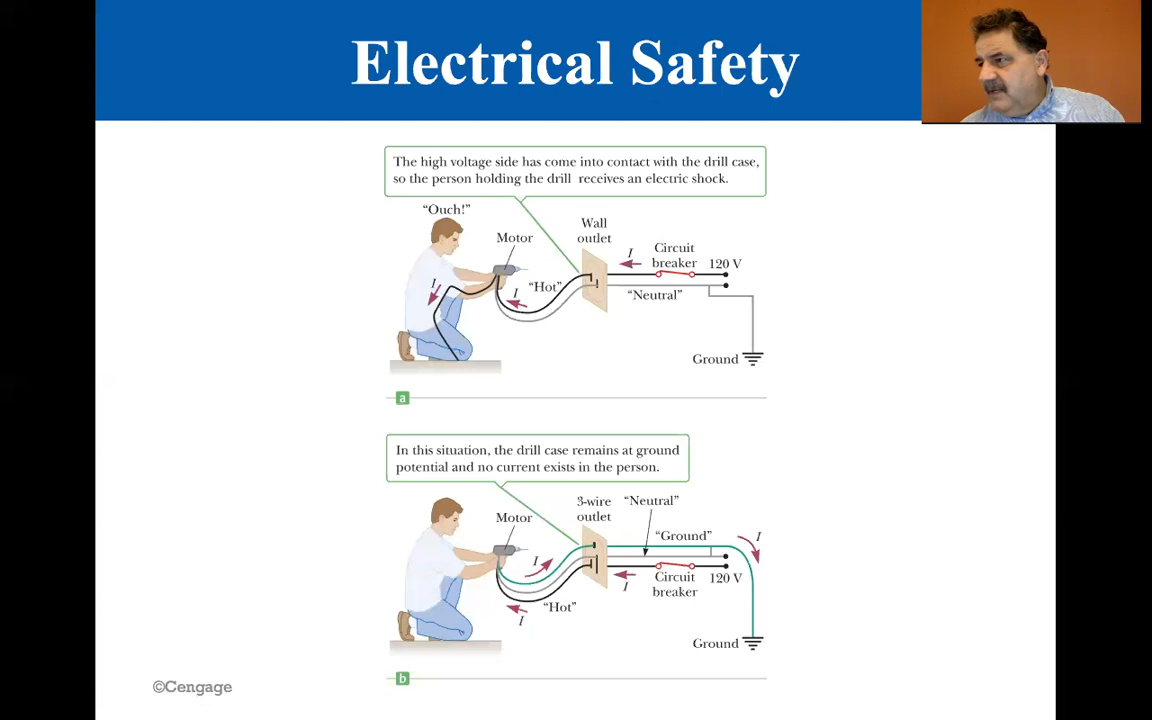 Electrical Safety
The high voltage side has come into contact with the drill case,
so the person holding the drill receives an electric shock.
“Ouch!”
Motor
Wall
outlet
Circuit
breaker
120 V
I
I
I
“Hot”
“Neutral”
Ground
a
In this situation, the drill case remains at ground
potential and no current exists in the person.
Motor
3-wire
outlet
“Neutral”
“Ground”
I
I
I
I
Circuit
breaker
120 V
“Hot”
Ground
b
©Cengage